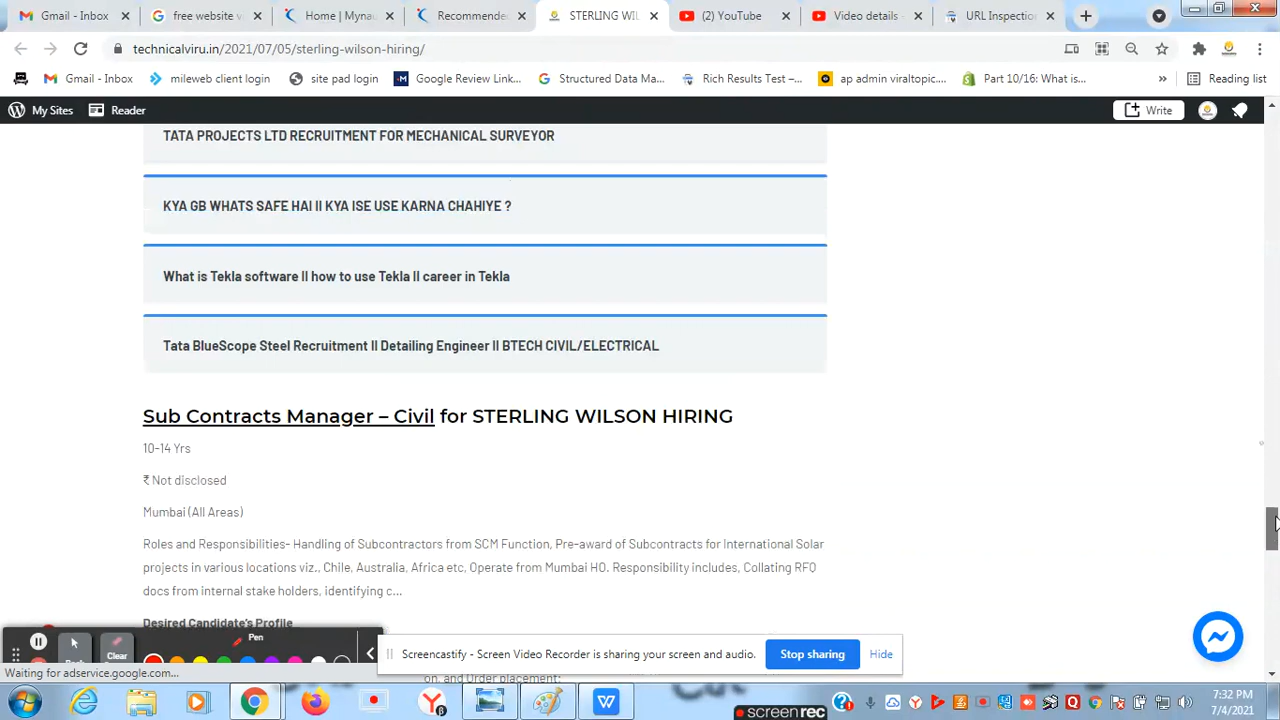 Gmail - Inbox
free website v
Home | Myna
Recommende
STERLING WIL
(2) YouTube
Video details -
URL Inspection
technicalviru.in/2021/07/05/sterling-wilson-hiring/
Gmail - Inbox
mileweb client login
site pad login
Google Review Link...
Structured Data Ma...
Rich Results Test –...
ap admin viraltopic...
Part 10/16: What is...
»
Reading list
My Sites
Reader
Write
TATA PROJECTS LTD RECRUITMENT FOR MECHANICAL SURVEYOR
KYA GB WHATS SAFE HAI II KYA ISE USE KARNA CHAHIYE ?
What is Tekla software II how to use Tekla II career in Tekla
Tata BlueScope Steel Recruitment II Detailing Engineer II BTECH CIVIL/ELECTRICAL
Sub Contracts Manager – Civil for STERLING WILSON HIRING
10-14 Yrs
₹ Not disclosed
Mumbai (All Areas)
Roles and Responsibilities- Handling of Subcontractors from SCM Function, Pre-award of Subcontracts for International Solar
projects in various locations viz., Chile, Australia, Africa etc, Operate from Mumbai HO. Responsibility includes, Collating RFQ
docs from internal stake holders, identifying c...
Desired Candidate's Profile
Pen
Clear
Screencastify - Screen Video Recorder is sharing your screen and audio.
Stop sharing
Hide
Waiting for adservice.google.com...
on, and Order placement:
screenrec
7:32 PM
7/4/2021